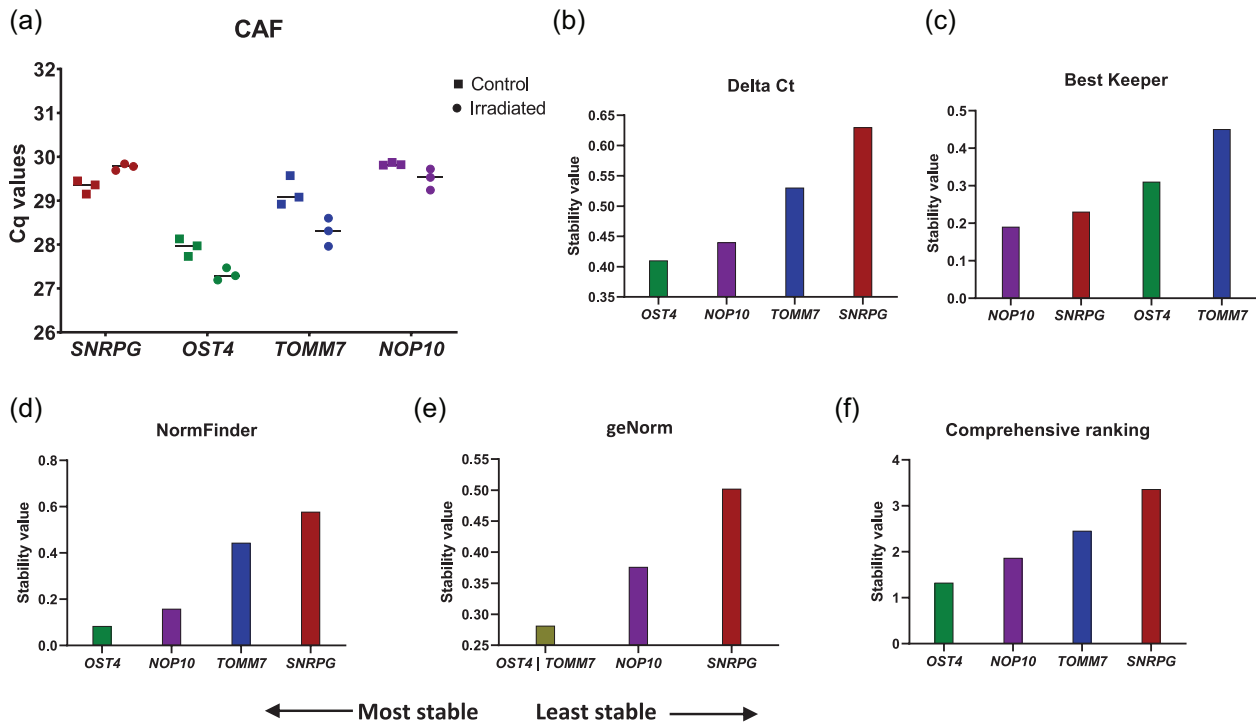 (a)
CAF
32
31
30
29
28
27
26
Cq values
SNRPG OST4 TOMM7 NOP10
Control
Irradiated
(b)
Delta Ct
0.65
0.60
0.55
0.50
0.45
0.40
0.35
Stability value
OST4 NOP10 TOMM7 SNRPG
(c)
Best Keeper
0.5
0.4
0.3
0.2
0.1
0.0
Stability value
NOP10 SNRPG OST4 TOMM7
(d)
NormFinder
0.8
0.6
0.4
0.2
0.0
Stability value
OST4 NOP10 TOMM7 SNRPG
(e)
geNorm
0.55
0.50
0.45
0.40
0.35
0.30
0.25
Stability value
OST4 | TOMM7 NOP10 SNRPG
(f)
Comprehensive ranking
4
3
2
1
0
Stability value
OST4 NOP10 TOMM7 SNRPG
Most stable Least stable